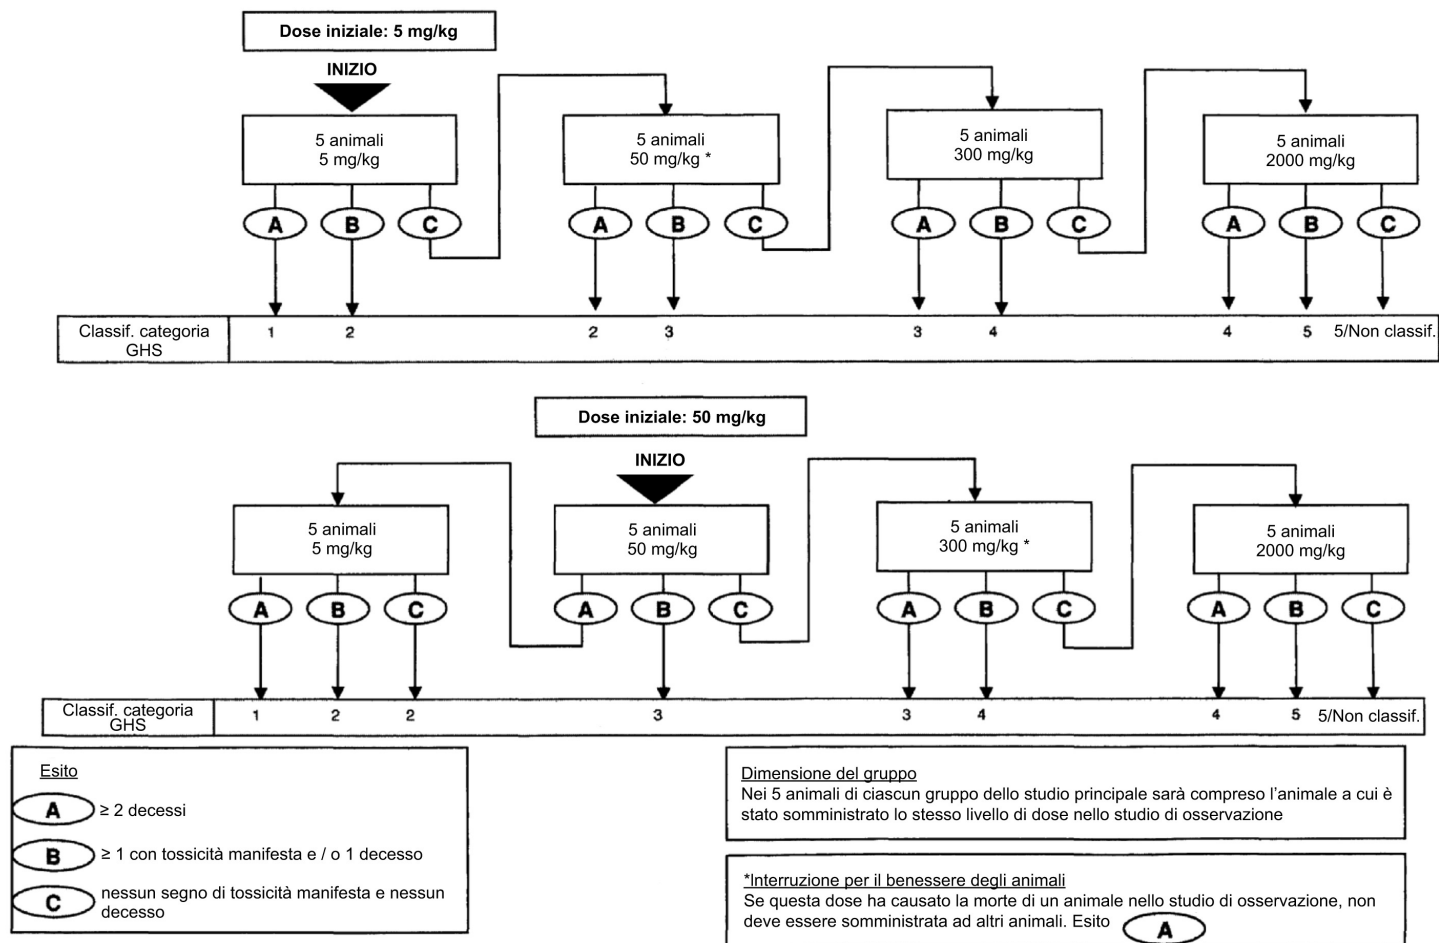 Dose iniziale: 5 mg/kg
INIZIO
5 animali
5 mg/kg
5 animali
50 mg/kg *
5 animali
300 mg/kg
5 animali
2000 mg/kg
A
B
C
A
B
C
A
B
C
A
B
C
Classif. categoria
GHS
1
2
2
3
3
4
4
5
5/Non classif.
Dose iniziale: 50 mg/kg
INIZIO
5 animali
5 mg/kg
5 animali
50 mg/kg
5 animali
300 mg/kg *
5 animali
2000 mg/kg
A
B
C
A
B
C
A
B
C
A
B
C
Classif. categoria
GHS
1
2
2
3
3
4
4
5
5/Non classif.
Esito
A ≥ 2 decessi
B ≥ 1 con tossicità manifesta e / o 1 decesso
C nessun segno di tossicità manifesta e nessun
decesso
Dimensione del gruppo
Nei 5 animali di ciascun gruppo dello studio principale sarà compreso l’animale a cui è
stato somministrato lo stesso livello di dose nello studio di osservazione
*Interruzione per il benessere degli animali
Se questa dose ha causato la morte di un animale nello studio di osservazione, non
deve essere somministrata ad altri animali. Esito A